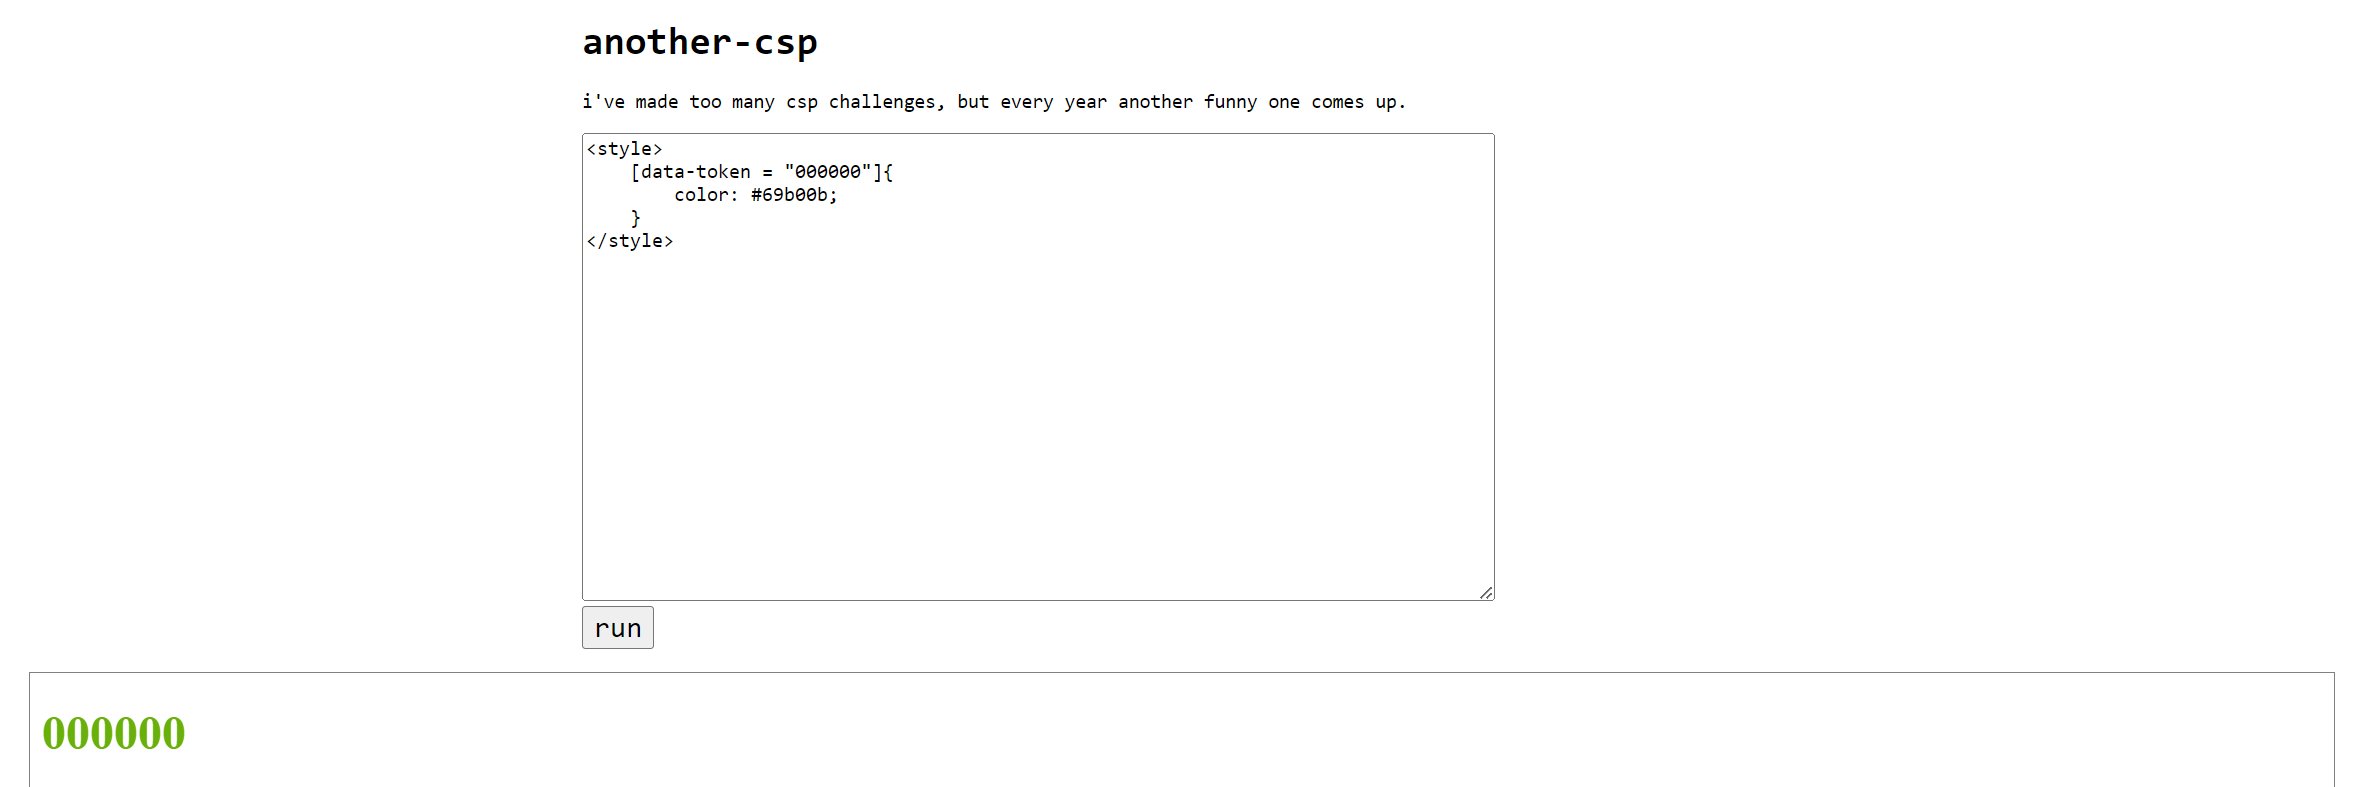 another-csp
i've made too many csp challenges, but every year another funny one comes up.
<style>
    [data-token = "000000"]{
        color: #69b00b;
    }
</style>
run
000000